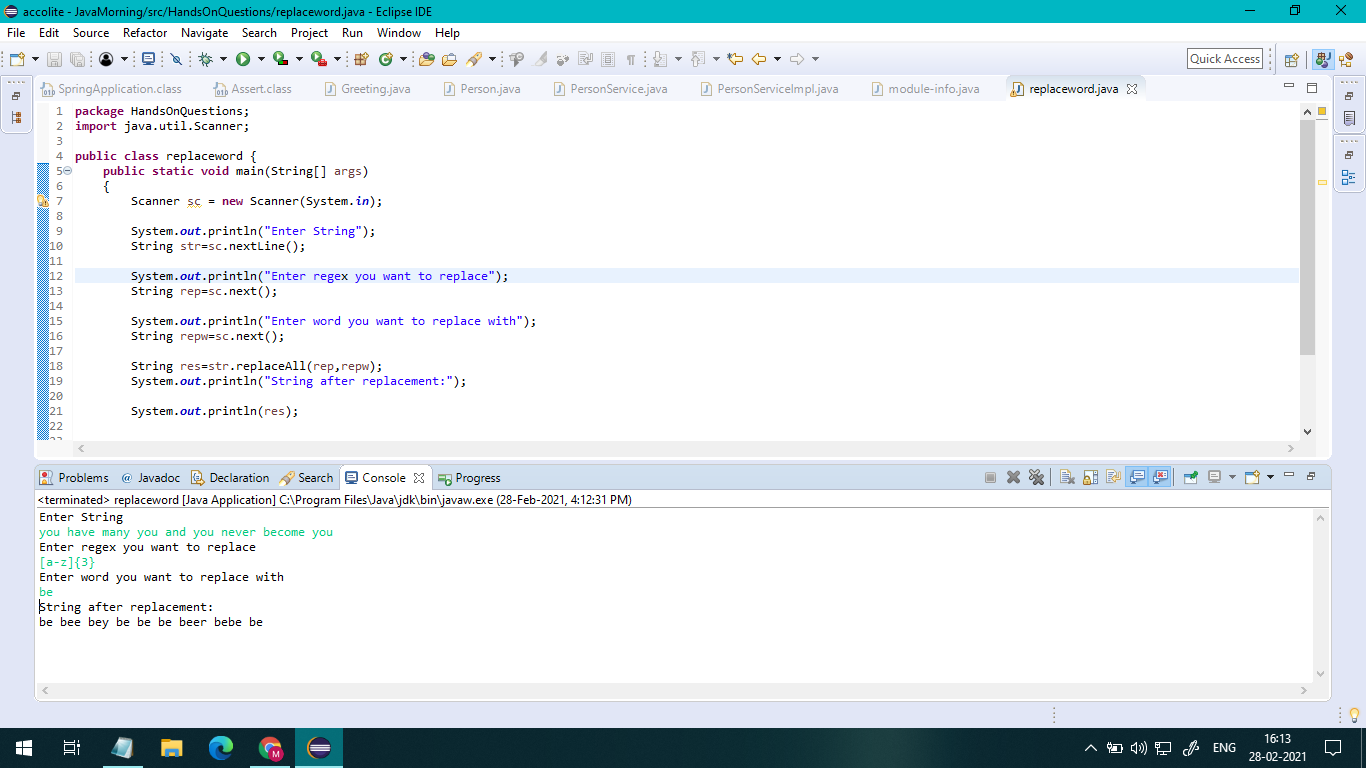 accolite - JavaMorning/src/HandsOnQuestions/replaceword.java - Eclipse IDE
File Edit Source Refactor Navigate Search Project Run Window Help
Quick Access
SpringApplication.class Assert.class Greeting.java Person.java PersonService.java PersonServiceImpl.java module-info.java replaceword.java
1 package HandsOnQuestions;
2 import java.util.Scanner;
3
4 public class replaceword {
5 public static void main(String[] args)
6 {
7 Scanner sc = new Scanner(System.in);
8
9 System.out.println("Enter String");
10 String str=sc.nextLine();
11
12 System.out.println("Enter regex you want to replace");
13 String rep=sc.next();
14
15 System.out.println("Enter word you want to replace with");
16 String repw=sc.next();
17
18 String res=str.replaceAll(rep,repw);
19 System.out.println("String after replacement:");
20
21 System.out.println(res);
22
Problems @ Javadoc Declaration Search Console Progress
<terminated> replaceword [Java Application] C:\Program Files\Java\jdk\bin\javaw.exe (28-Feb-2021, 4:12:31 PM)
Enter String
you have many you and you never become you
Enter regex you want to replace
[a-z]{3}
Enter word you want to replace with
be
String after replacement:
be bee bey be be be beer bebe be
M
ENG
16:13
28-02-2021